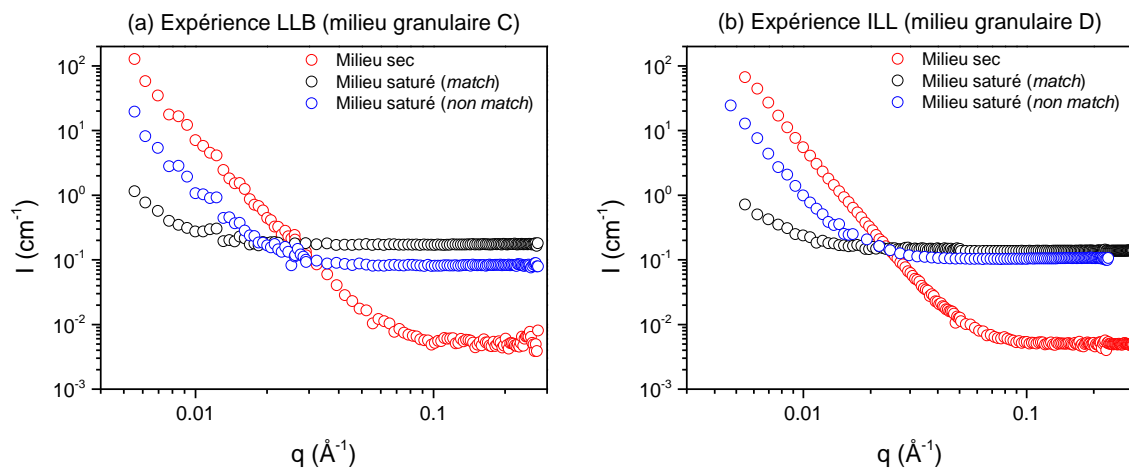 (a) Expérience LLB (milieu granulaire C)
10²
10¹
10⁰
10⁻¹
10⁻²
10⁻³
I (cm⁻¹)
Milieu sec
Milieu saturé (match)
Milieu saturé (non match)
0.01
0.1
q (Å⁻¹)
(b) Expérience ILL (milieu granulaire D)
10²
10¹
10⁰
10⁻¹
10⁻²
10⁻³
I (cm⁻¹)
Milieu sec
Milieu saturé (match)
Milieu saturé (non match)
0.01
0.1
q (Å⁻¹)